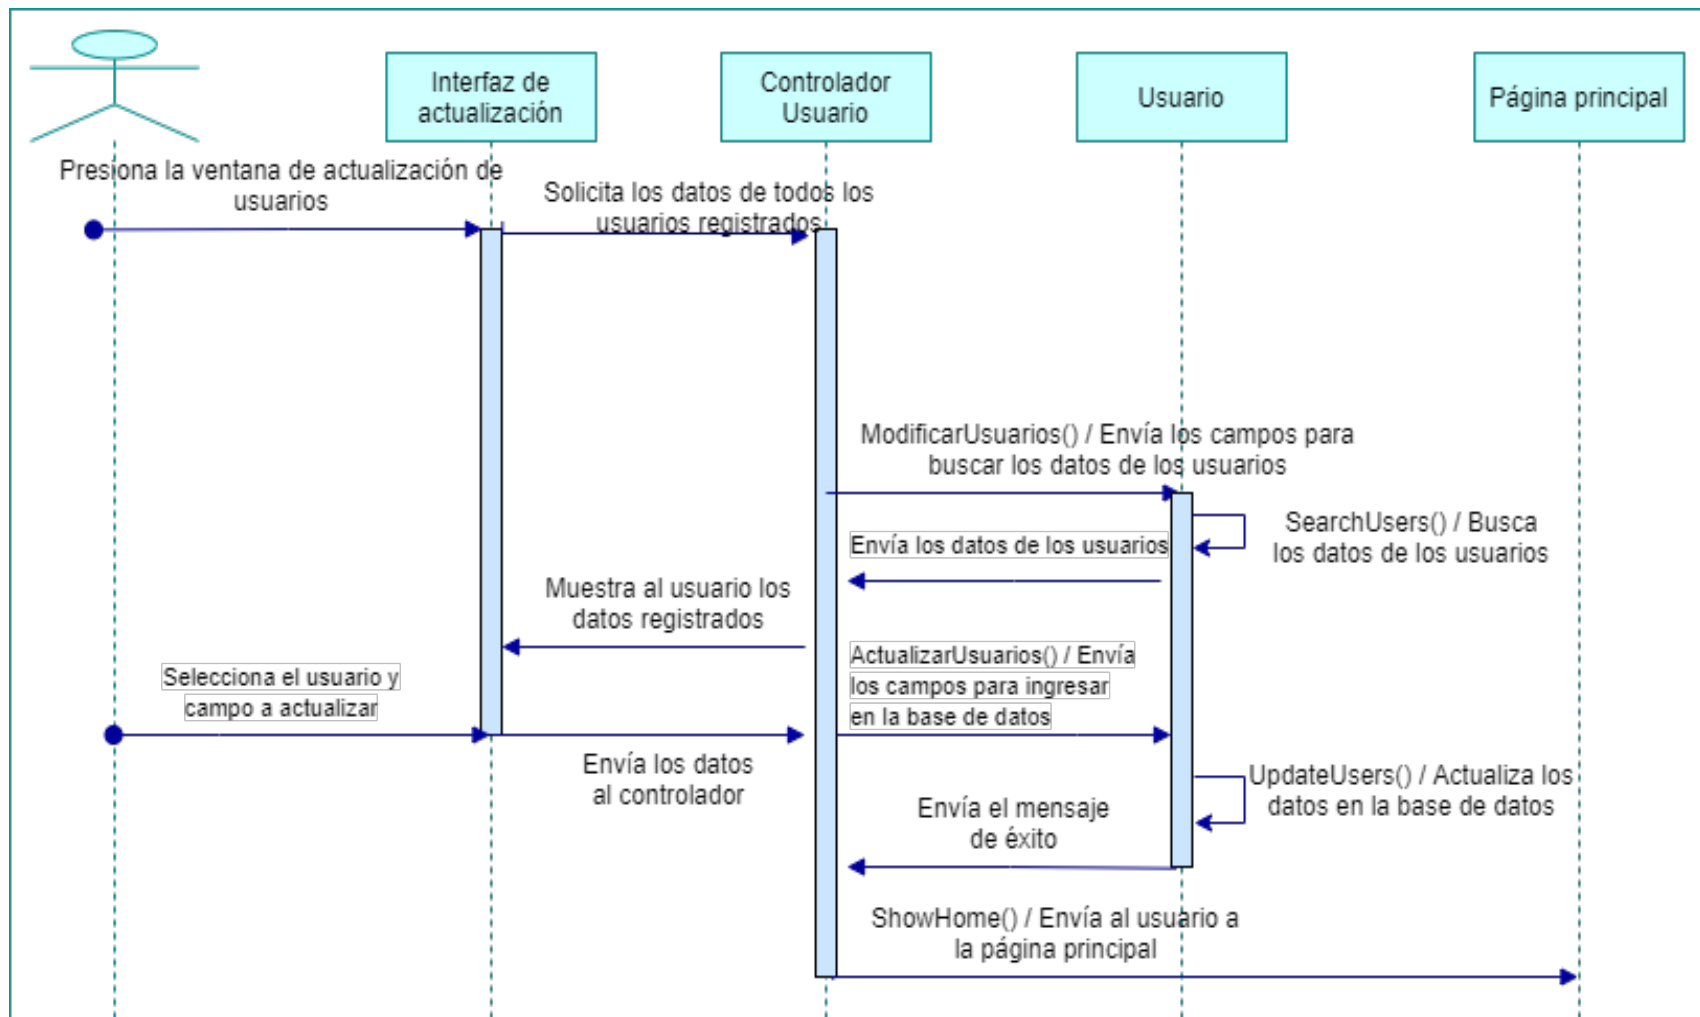 Interfaz de
actualización
Controlador
Usuario
Usuario
Página principal
Presiona la ventana de actualización de
usuarios
Solicita los datos de todos los
usuarios registrados
ModificarUsuarios() / Envía los campos para
buscar los datos de los usuarios
SearchUsers() / Busca
los datos de los usuarios
Envía los datos de los usuarios
Muestra al usuario los
datos registrados
Selecciona el usuario y
campo a actualizar
ActualizarUsuarios() / Envía
los campos para ingresar
en la base de datos
Envía los datos
al controlador
UpdateUsers() / Actualiza los
datos en la base de datos
Envía el mensaje
de éxito
ShowHome() / Envía al usuario a
la página principal